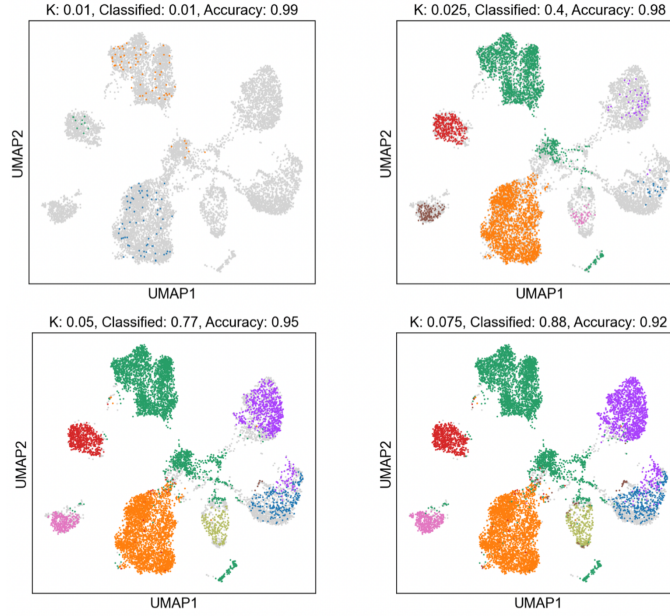 K: 0.01, Classified: 0.01, Accuracy: 0.99
K: 0.025, Classified: 0.4, Accuracy: 0.98
UMAP2
UMAP2
UMAP1
UMAP1
K: 0.05, Classified: 0.77, Accuracy: 0.95
K: 0.075, Classified: 0.88, Accuracy: 0.92
UMAP2
UMAP2
UMAP1
UMAP1